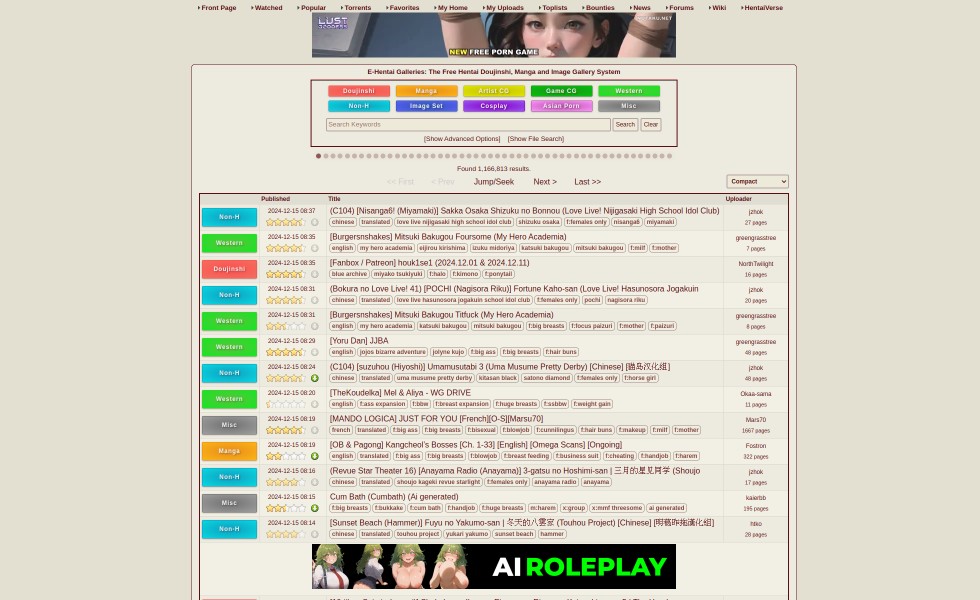 Front Page Watched Popular Torrents Favorites My Home My Uploads Toplists Bounties News Forums Wiki HentaiVerse
LUST
NEW FREE PORN GAME
E-Hentai Galleries: The Free Hentai Doujinshi, Manga and Image Gallery System
Doujinshi Manga Artist CG Game CG Western
Non-H Image Set Cosplay Asian Porn Misc
Search Keywords Search Clear
[Show Advanced Options] [Show File Search]
Found 1,166,813 results.
<< First < Prev Jump/Seek Next > Last >> Compact
Published Title Uploader
Non-H 2024-12-15 08:37 (C104) [Nisanga6! (Miyamaki)] Sakka Osaka Shizuku no Bonnou (Love Live! Nijigasaki High School Idol Club) jzhok
chinese translated love live nijigasaki high school idol club shizuku osaka f:females only nisanga6 miyamaki 27 pages
Western 2024-12-15 08:35 [Burgersnshakes] Mitsuki Bakugou Foursome (My Hero Academia) greengrasstree
english my hero academia eijirou kirishima izuku midoriya katsuki bakugou mitsuki bakugou f:milf f:mother 7 pages
Doujinshi 2024-12-15 08:35 [Fanbox / Patreon] houk1se1 (2024.12.01 & 2024.12.11) NorthTwilight
blue archive miyako tsukiyuki f:halo f:kimono f:ponytail 16 pages
Non-H 2024-12-15 08:31 (Bokura no Love Live! 41) [POCHI (Nagisora Riku)] Fortune Kaho-san (Love Live! Hasunosora Jogakuin jzhok
chinese translated love live hasunosora jogakuin school idol club f:females only pochi nagisora riku 20 pages
Western 2024-12-15 08:31 [Burgersnshakes] Mitsuki Bakugou Titfuck (My Hero Academia) greengrasstree
english my hero academia katsuki bakugou mitsuki bakugou f:big breasts f:focus paizuri f:mother f:paizuri 8 pages
Western 2024-12-15 08:29 [Yoru Dan] JJBA greengrasstree
english jojos bizarre adventure jolyne kujo f:big ass f:big breasts f:hair buns 48 pages
Non-H 2024-12-15 08:24 (C104) [suzuhou (Hiyoshi)] Umamusutabi 3 (Uma Musume Pretty Derby) [Chinese] [猫岛汉化组] jzhok
chinese translated uma musume pretty derby kitasan black satono diamond f:females only f:horse girl 48 pages
Western 2024-12-15 08:20 [TheKoudelka] Mel & Aliya - WG DRIVE Okaa-sama
english f:ass expansion f:bbw f:breast expansion f:huge breasts f:ssbbw f:weight gain 11 pages
Misc 2024-12-15 08:19 [MANDO LOGICA] JUST FOR YOU [French][O-S][Marsu70] Mars70
french translated f:big ass f:big breasts f:bisexual f:blowjob f:cunnilingus f:hair buns f:makeup f:milf f:mother 1667 pages
Manga 2024-12-15 08:19 [OB & Pagong] Kangcheol's Bosses [Ch. 1-33] [English] [Omega Scans] [Ongoing] Fostron
english translated f:big ass f:big breasts f:blowjob f:breast feeding f:business suit f:cheating f:handjob f:harem 322 pages
Non-H 2024-12-15 08:16 (Revue Star Theater 16) [Anayama Radio (Anayama)] 3-gatsu no Hoshimi-san | 三月的星见同学 (Shoujo jzhok
chinese translated shoujo kageki revue starlight f:females only anayama radio anayama 17 pages
Misc 2024-12-15 08:15 Cum Bath (Cumbath) (Ai generated) kaierbb
f:big breasts f:bukkake f:cum bath f:handjob f:huge breasts m:harem x:group x:mmf threesome ai generated 195 pages
Non-H 2024-12-15 08:14 [Sunset Beach (Hammer)] Fuyu no Yakumo-san | 冬天的八雲家 (Touhou Project) [Chinese] hiko
chinese translated touhou project yukari yakumo sunset beach hammer 28 pages
AI ROLEPLAY